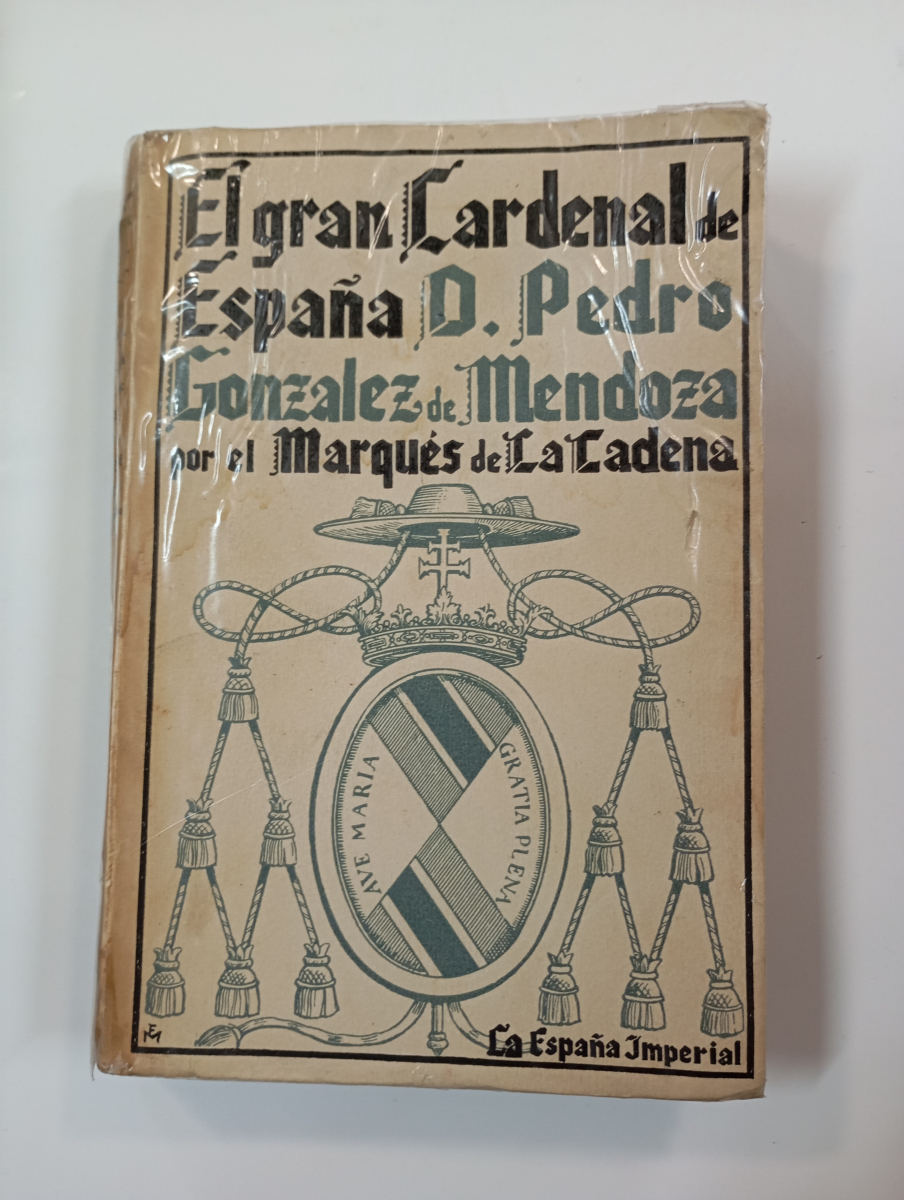 El gran Cardenal de
España D. Pedro
Gonzalez de Mendoza
por el Marqués de La Cadena
AVE MARIA
GRATIA PLENA
La España Imperial